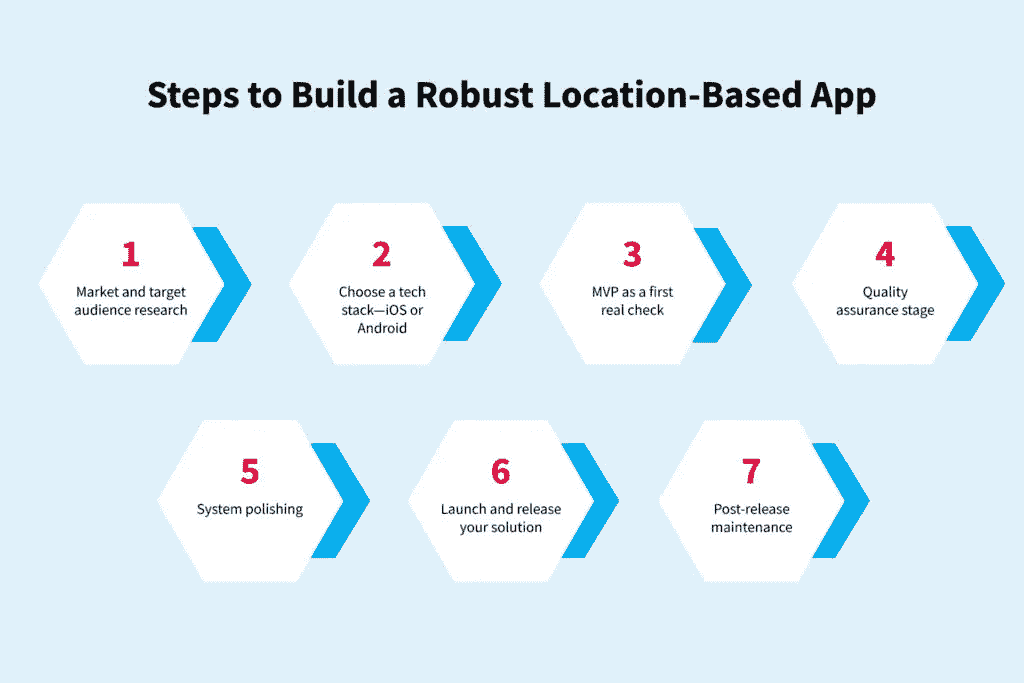 Steps to Build a Robust Location-Based App
1
Market and target
audience research
2
Choose a tech
stack—iOS or
Android
3
MVP as a first
real check
4
Quality
assurance stage
5
System polishing
6
Launch and release
your solution
7
Post-release
maintenance